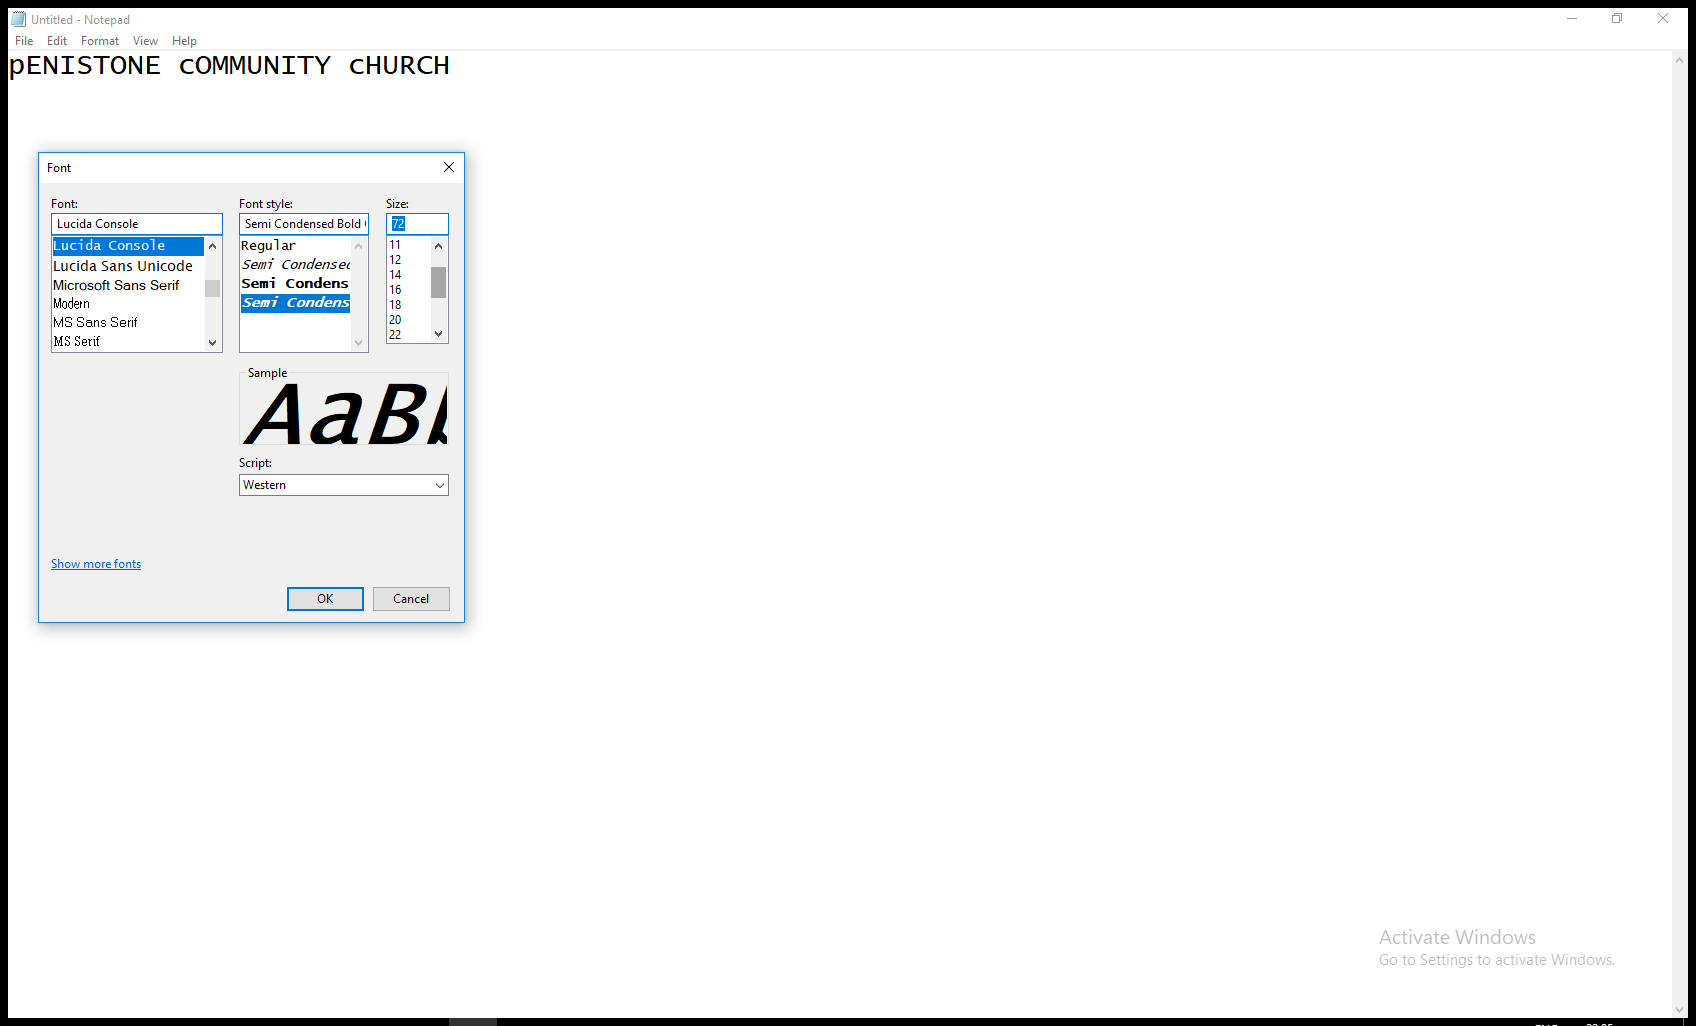 Untitled - Notepad
File Edit Format View Help
pENISTONE cOMMUNITY cHURCH
Font
Font: Font style: Size:
Lucida Console Semi Condensed Bold 72
Lucida Console
Lucida Sans Unicode
Microsoft Sans Serif
Modern
MS Sans Serif
MS Serif
Regular
Semi Condensed
Semi Condens
Semi Condens
11
12
14
16
18
20
22
Sample
AaBb
Script:
Western
Show more fonts
OK Cancel
Activate Windows
Go to Settings to activate Windows.